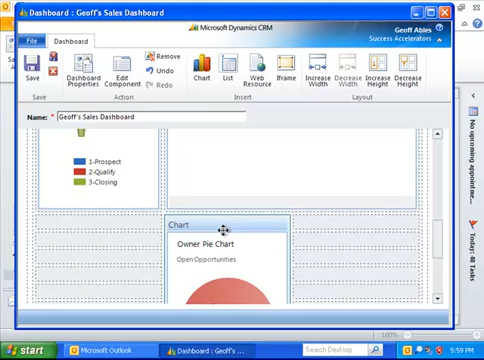 Dashboard: Geoff's Sales Dashboard
Microsoft Dynamics CRM
Geoff Ables
Success Accelerators
File
Dashboard
Save
Dashboard Properties
Edit Component
Remove
Undo
Redo
Chart
List
Web Resource
Iframe
Increase Width
Decrease Width
Increase Height
Decrease Height
Save
Action
Insert
Layout
Name: * Geoff's Sales Dashboard
1-Prospect
2-Qualify
3-Closing
Chart
Owner Pie Chart
Open Opportunities
No upcoming appointme...
Today: 48 Tasks
100%
start
Microsoft Outlook
Dashboard: Geoff's ...
Search Desktop
5:59 PM